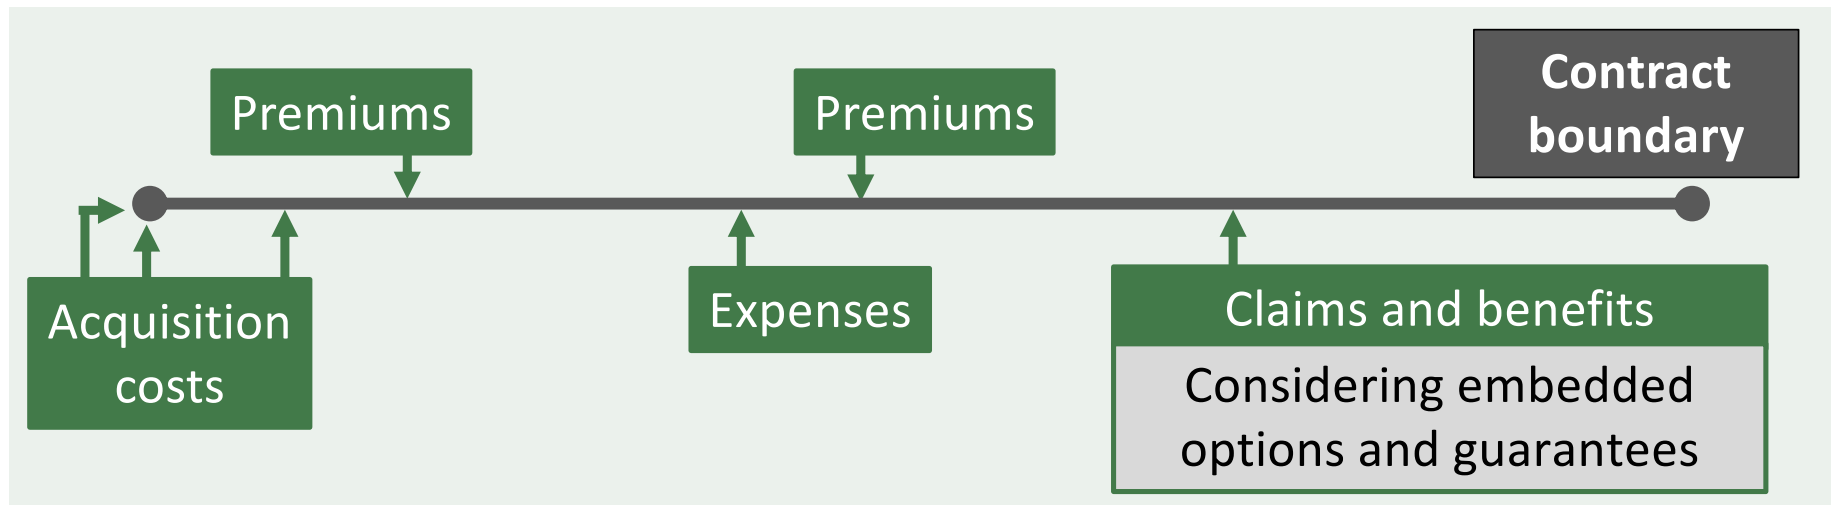 Premiums
Premiums
Contract
boundary
Acquisition
costs
Expenses
Claims and benefits
Considering embedded
options and guarantees